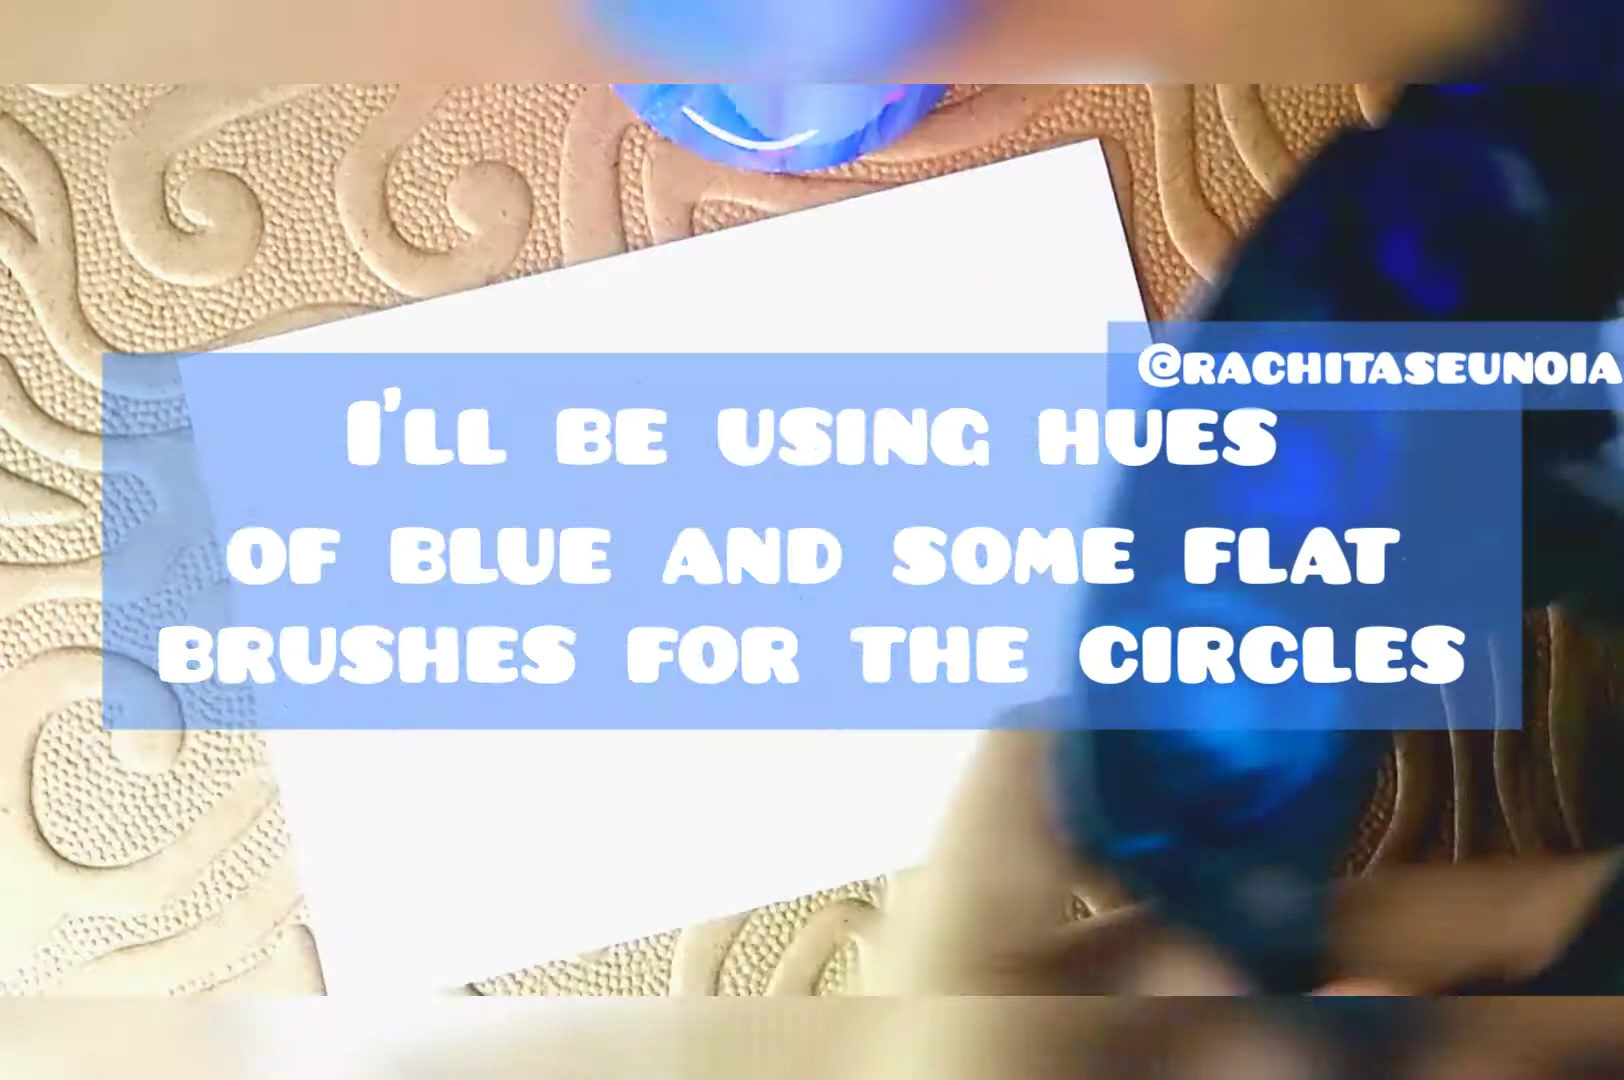 @RACHITASEUNOIA
I'LL BE USING HUES
OF BLUE AND SOME FLAT
BRUSHES FOR THE CIRCLES